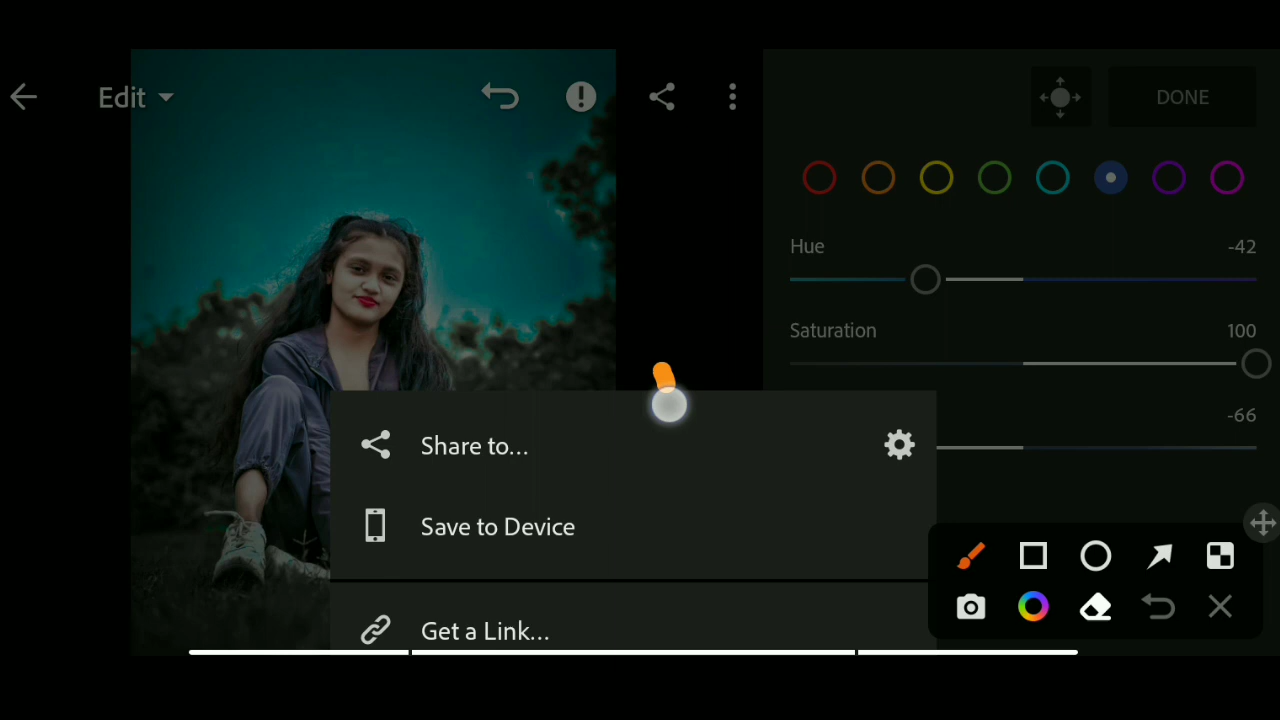 Edit
DONE
Hue
-42
Saturation
100
-66
Share to...
Save to Device
Get a Link...